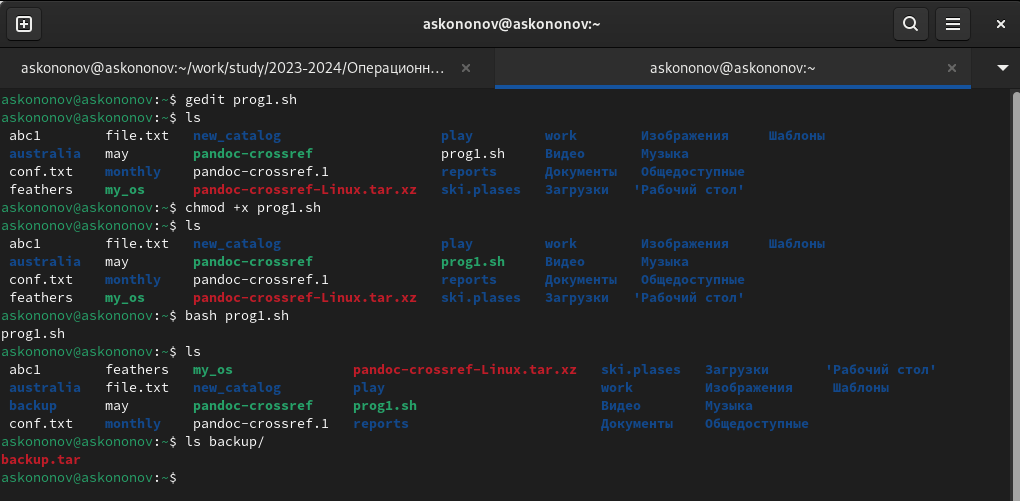 askononov@askononov:~
askononov@askononov:~/work/study/2023-2024/Операционн... askononov@askononov:~
askononov@askononov:~$ gedit prog1.sh
askononov@askononov:~$ ls
abc1 file.txt new_catalog play work Изображения Шаблоны
australia may pandoc-crossref prog1.sh Видео Музыка
conf.txt monthly pandoc-crossref.1 reports Документы Общедоступные
feathers my_os pandoc-crossref-Linux.tar.xz ski.plases Загрузки 'Рабочий стол'
askononov@askononov:~$ chmod +x prog1.sh
askononov@askononov:~$ ls
abc1 file.txt new_catalog play work Изображения Шаблоны
australia may pandoc-crossref prog1.sh Видео Музыка
conf.txt monthly pandoc-crossref.1 reports Документы Общедоступные
feathers my_os pandoc-crossref-Linux.tar.xz ski.plases Загрузки 'Рабочий стол'
askononov@askononov:~$ bash prog1.sh
prog1.sh
askononov@askononov:~$ ls
abc1 feathers my_os pandoc-crossref-Linux.tar.xz ski.plases Загрузки 'Рабочий стол'
australia file.txt new_catalog play work Изображения Шаблоны
backup may pandoc-crossref prog1.sh Видео Музыка
conf.txt monthly pandoc-crossref.1 reports Документы Общедоступные
askononov@askononov:~$ ls backup/
backup.tar
askononov@askononov:~$